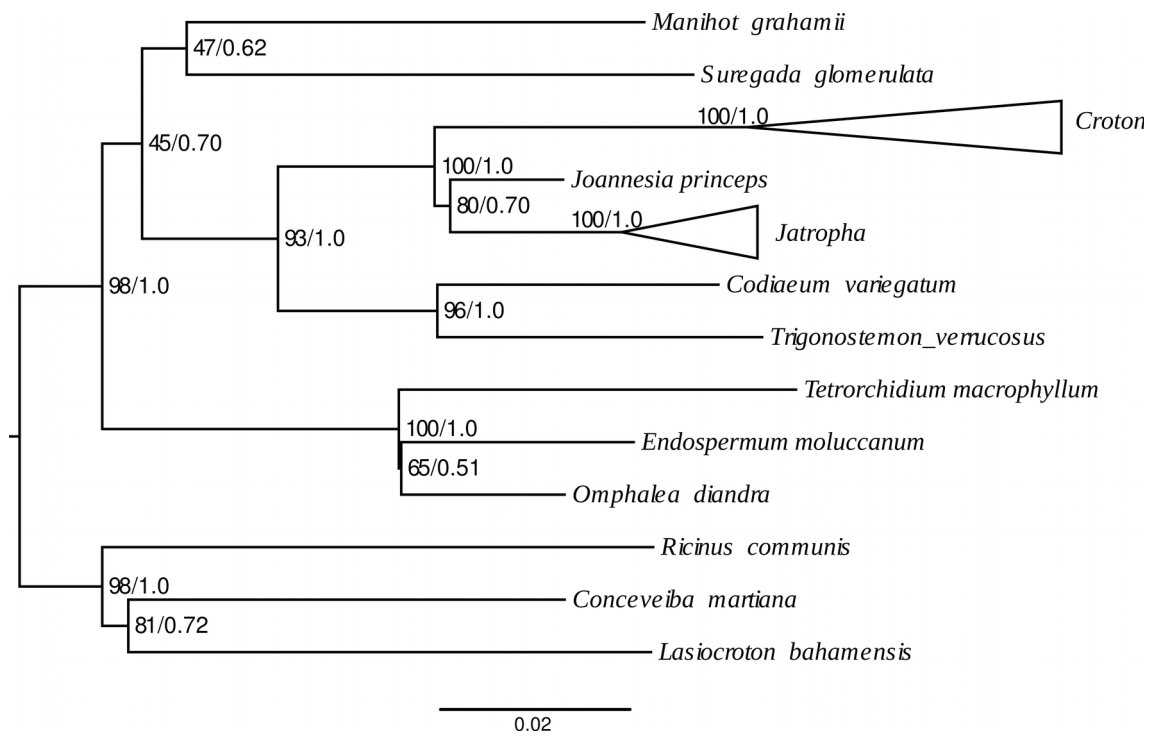 Manihot grahamii
47/0.62
Suregada glomerulata
100/1.0
Croton
45/0.70
100/1.0
Joannesia princeps
80/0.70
100/1.0
Jatropha
93/1.0
98/1.0
Codiaeum variegatum
96/1.0
Trigonostemon_verrucosus
Tetrorchidium macrophyllum
100/1.0
Endospermum moluccanum
65/0.51
Omphalea diandra
Ricinus communis
98/1.0
Conceveiba martiana
81/0.72
Lasiocroton bahamensis
0.02